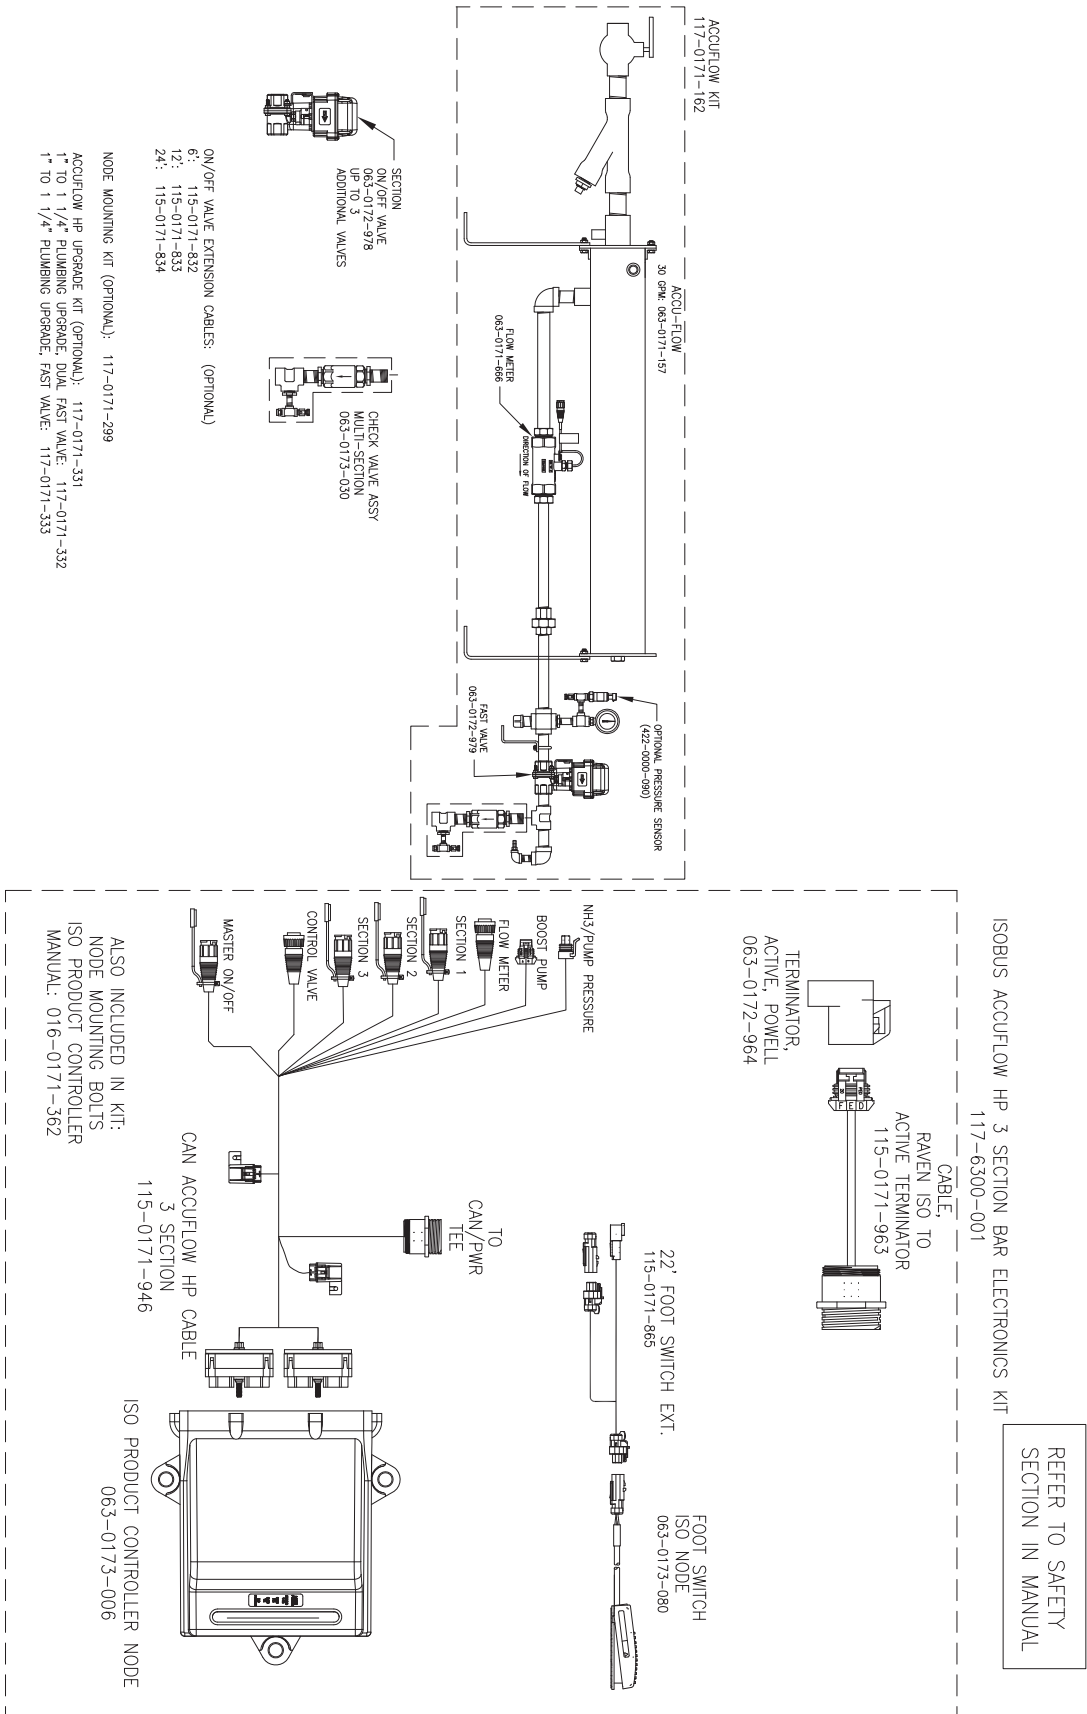 REFER TO SAFETY
SECTION IN MANUAL
ISOBUS ACCUFLOW HP 3 SECTION BAR ELECTRONICS KIT
117-6300-001
CABLE,
RAVEN ISO TO
ACTIVE TERMINATOR
115-0171-963
TERMINATOR,
ACTIVE, POWELL
063-0172-964
F E D
22' FOOT SWITCH EXT.
115-0171-865
FOOT SWITCH
ISO NODE
063-0173-080
NH3/PUMP PRESSURE
BOOST PUMP
FLOW METER
SECTION 1
SECTION 2
SECTION 3
CONTROL VALVE
MASTER ON/OFF
TO
CAN/PWR
TEE
CAN ACCUFLOW HP CABLE
3 SECTION
115-0171-946
ISO PRODUCT CONTROLLER NODE
063-0173-006
ALSO INCLUDED IN KIT:
NODE MOUNTING BOLTS
ISO PRODUCT CONTROLLER
MANUAL: 016-0171-362
ACCUFLOW KIT
117-0171-162
ACCU-FLOW
30 GPM: 063-0171-157
FLOW METER
063-0171-666
DIRECTION OF FLOW
OPTIONAL PRESSURE SENSOR
(422-0000-090)
FAST VALVE
063-0172-979
SECTION
ON/OFF VALVE
063-0172-978
UP TO 3
ADDITIONAL VALVES
CHECK VALVE ASSY
MULTI-SECTION
063-0173-030
ON/OFF VALVE EXTENSION CABLES: (OPTIONAL)
6': 115-0171-832
12': 115-0171-833
24': 115-0171-834
NODE MOUNTING KIT (OPTIONAL): 117-0171-299
ACCUFLOW HP UPGRADE KIT (OPTIONAL): 117-0171-331
1" TO 1 1/4" PLUMBING UPGRADE, DUAL FAST VALVE: 117-0171-332
1" TO 1 1/4" PLUMBING UPGRADE, FAST VALVE: 117-0171-333